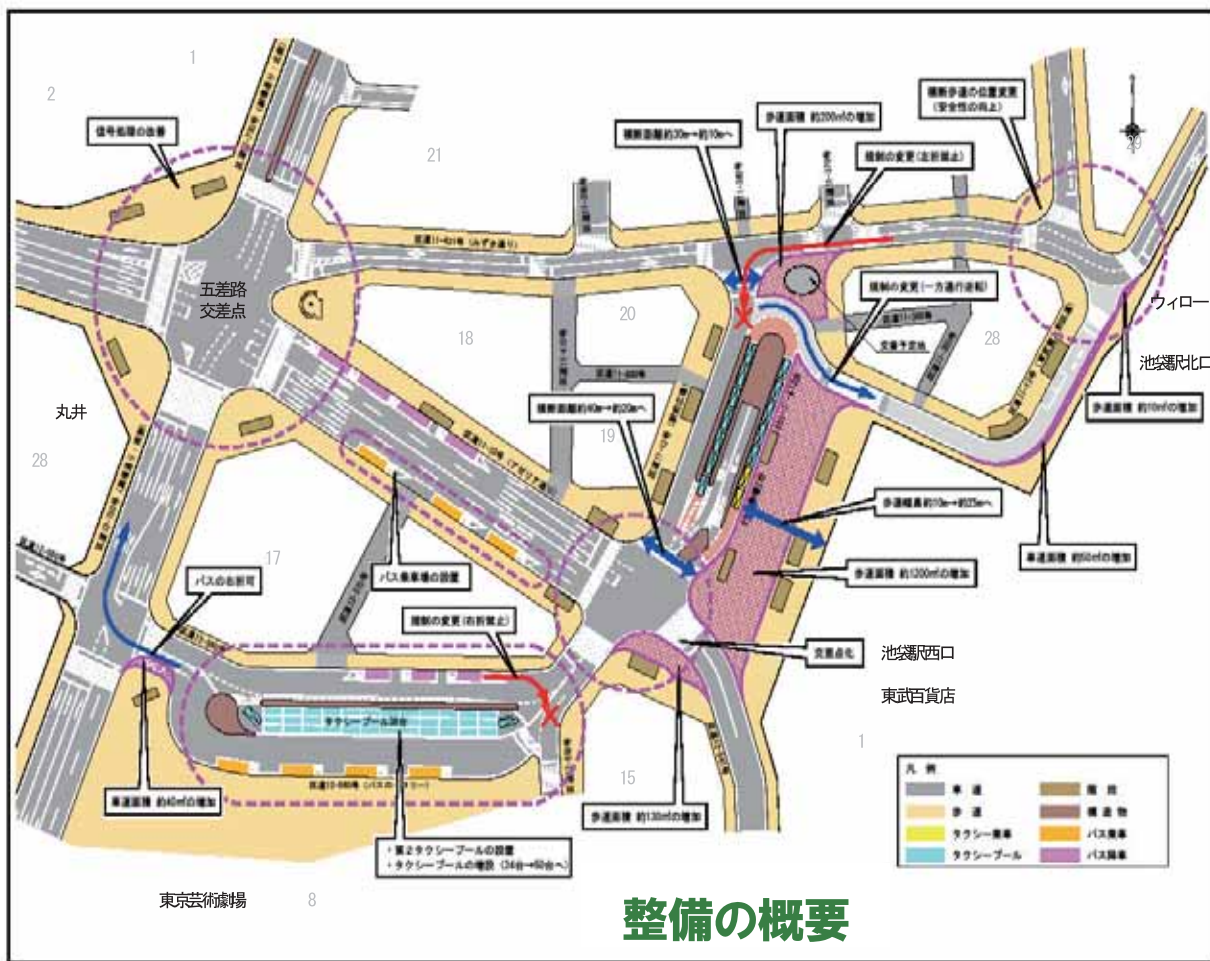 1
2
信号処理の改善
21
横断距離約30m→約10mへ
歩道面積 約200㎡の増加
横断歩道の位置変更
(安全性の向上)
規制の変更(左折禁止)
29
五差路
交差点
18
20
規制の変更(一方通行逆転)
交番予定地
28
ウィロー
池袋駅北口
歩道面積 約10㎡の増加
丸井
28
横断距離約40m→約20mへ
19
歩道幅員約10m→約25mへ
車道面積 約50㎡の増加
17
バスの右折可
バス乗車場の設置
歩道面積 約1200㎡の増加
規制の変更(右折禁止)
交差点化
池袋駅西口
東武百貨店
1
15
車道面積 約40㎡の増加
歩道面積 約130㎡の増加
・第2タクシープールの設置
・タクシープールの増設
凡例
車道
階段
歩道
構造物
タクシー乗車
バス乗車
タクシープール
バス降車
東京芸術劇場
8
整備の概要